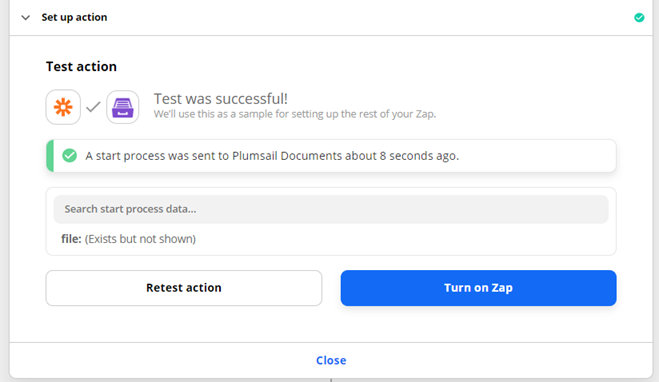 Set up action
Test action
Test was successful!
We'll use this as a sample for setting up the rest of your Zap.
A start process was sent to Plumsail Documents about 8 seconds ago.
Search start process data...
file: (Exists but not shown)
Retest action
Turn on Zap
Close